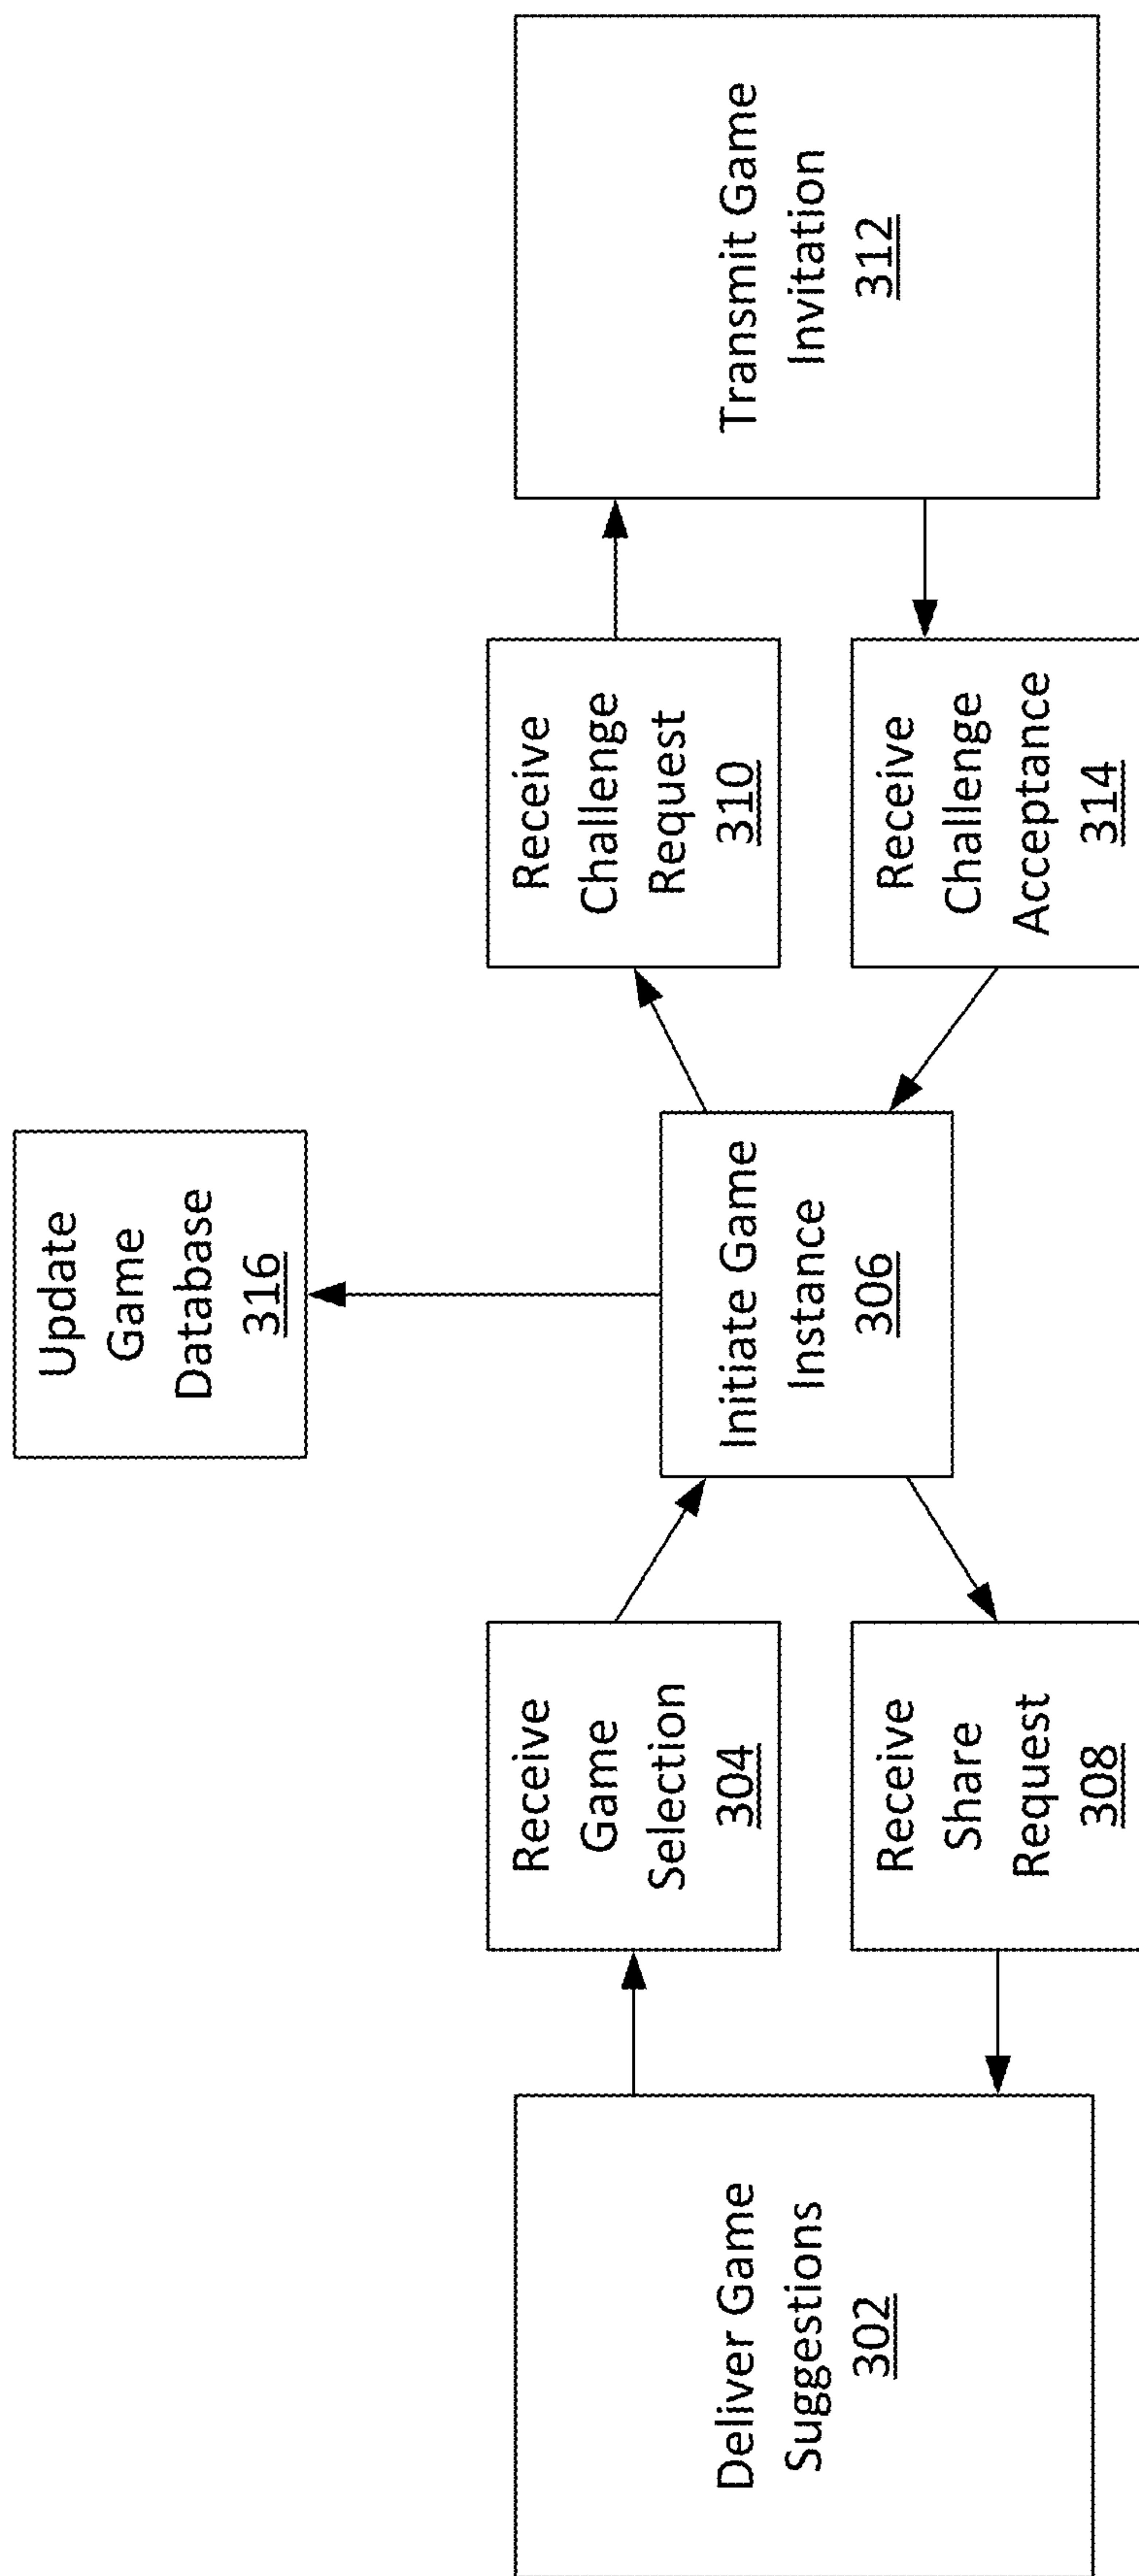 Deliver Game
Suggestions
302
Receive
Game
Selection
304
Initiate Game
Instance
306
Receive
Share
Request
308
Receive
Challenge
Request
310
Transmit Game
Invitation
312
Receive
Challenge
Acceptance
314
Update
Game
Database
316